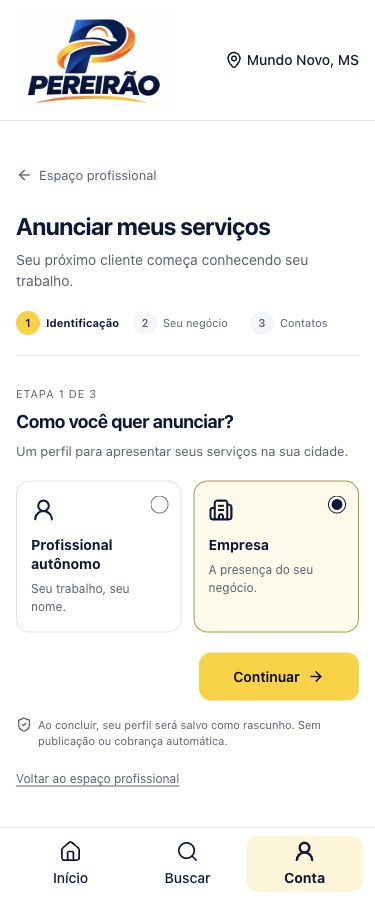 PEREIRÃO
Mundo Novo, MS
Espaço profissional
Anunciar meus serviços
Seu próximo cliente começa conhecendo seu
trabalho.
1 Identificação 2 Seu negócio 3 Contatos
ETAPA 1 DE 3
Como você quer anunciar?
Um perfil para apresentar seus serviços na sua cidade.
Profissional
autônomo
Seu trabalho, seu
nome.
Empresa
A presença do seu
negócio.
Continuar
Ao concluir, seu perfil será salvo como rascunho. Sem
publicação ou cobrança automática.
Voltar ao espaço profissional
Início Buscar Conta